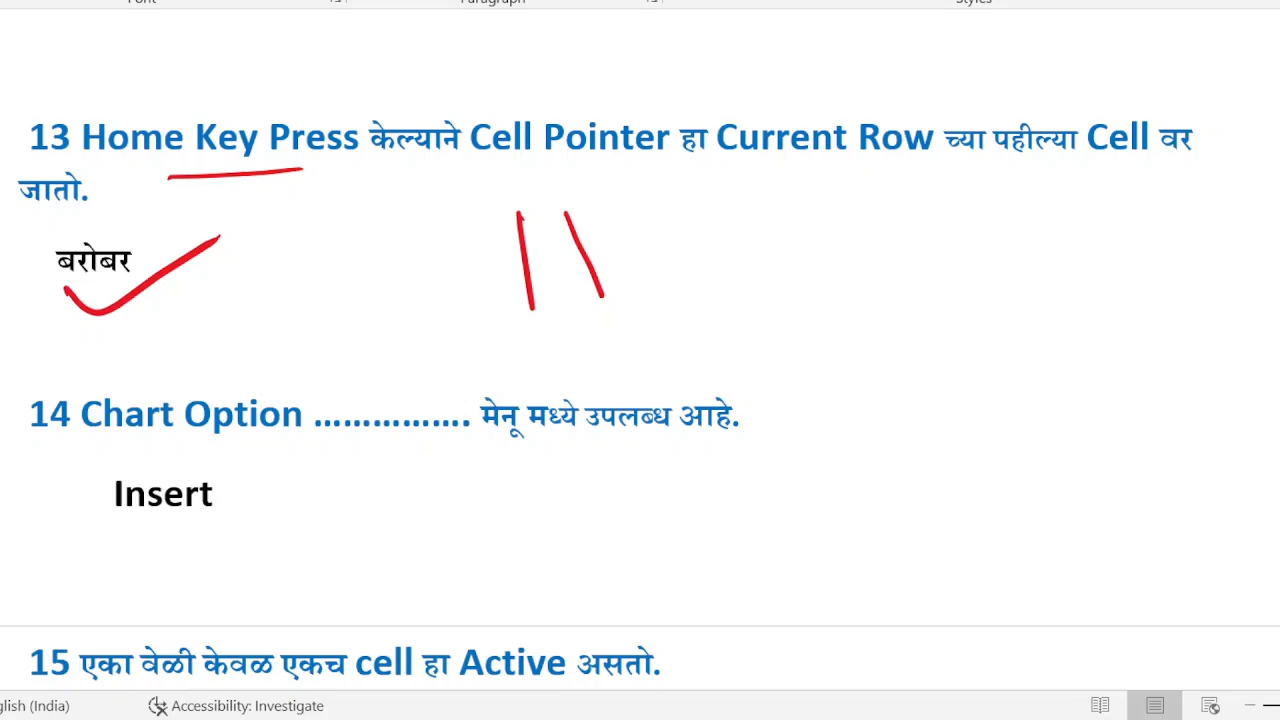 13 Home Key Press केल्याने Cell Pointer हा Current Row च्या पहील्या Cell वर
जातो.
बरोबर
14 Chart Option ................ मेनू मध्ये उपलब्ध आहे.
Insert
15 एका वेळी केवळ एकच cell हा Active असतो.
glish (India) Accessibility: Investigate